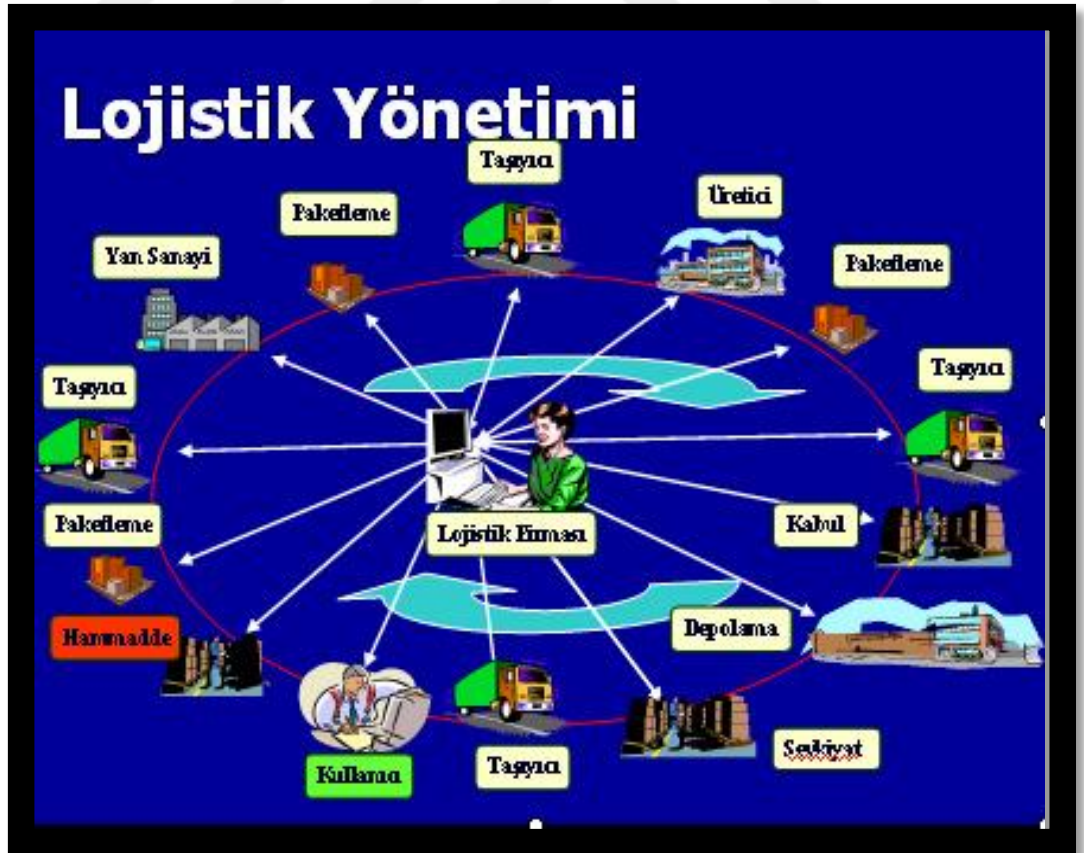 Lojistik Yönetimi
Taşıyıcı
Üretici
Paketleme
Yan Sanayi
Paketleme
Taşıyıcı
Taşıyıcı
Paketleme
Kabul
Lojistik Firması
Hammadde
Depolama
Sevkiyat
Taşıyıcı
Kullanıcı